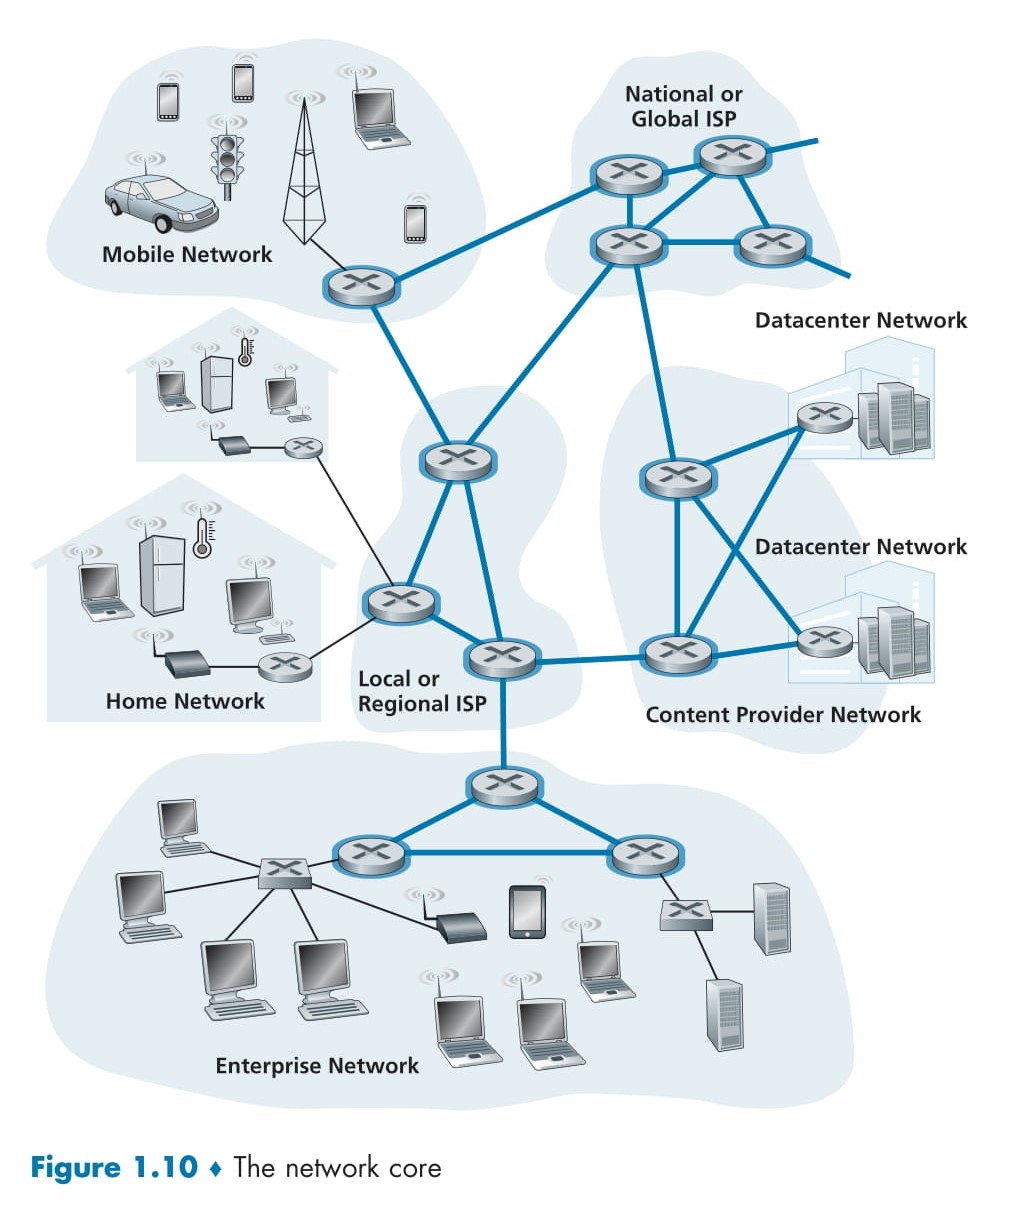 National or
Global ISP
Mobile Network
Datacenter Network
Datacenter Network
Home Network
Local or
Regional ISP
Content Provider Network
Enterprise Network
Figure 1.10 ♦ The network core